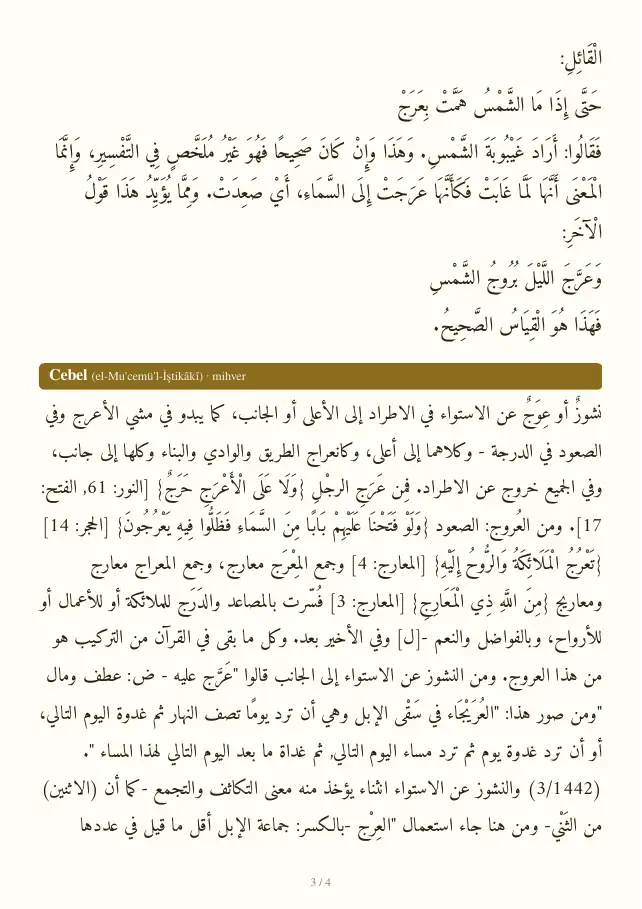 الْقَائِلِ:
حَتَّى إِذَا مَا الشَّمْسُ هَمَّتْ بِعَرَجْ
فَقَالُوا: أَرَادَ غَيْبُوبَةَ الشَّمْسِ. وَهَذَا وَإِنْ كَانَ صَحِيحًا فَهُوَ غَيْرُ مُلَخَّصٍ فِي التَّفْسِيرِ، وَإِنَّمَا
الْمَعْنَى أَنَّهَا لَمَّا غَابَتْ فَكَأَنَّهَا عَرَجَتْ إِلَى السَّمَاءِ، أَيْ صَعِدَتْ. وَمِمَّا يُؤَيِّدُ هَذَا قَوْلُ
الْآخَرِ:
وَعَرَّجَ اللَّيْلَ بُرُوجُ الشَّمْسِ
فَهَذَا هُوَ الْقِيَاسُ الصَّحِيحُ.
Cebel (el-Mu'cemü'l-İştikâkî) · mihver
نشوزٌ أو عِوَجٌ عن الاستواء في الاطراد إلى الأعلى أو الجانب، كما يبدو في مشي الأعرج وفي
الصعود في الدرجة - وكلاهما إلى أعلى، وكانعراج الطريق والوادي والبناء وكلها إلى جانب،
وفي الجميع خروج عن الاطراد. فمِن عَرَجِ الرجْلِ {وَلَا عَلَى الْأَعْرَجِ حَرَجٌ} [النور: 61, الفتح:
17]. ومن العُروج: الصعود {وَلَوْ فَتَحْنَا عَلَيْهِمْ بَابًا مِنَ السَّمَاءِ فَظَلُّوا فِيهِ يَعْرُجُونَ} [الحجر: 14]
{تَعْرُجُ الْمَلَائِكَةُ وَالرُّوحُ إِلَيْهِ} [المعارج: 4] وجمع المِعْرَج معارج، وجمع المعراج معارج
ومعاريج {مِنَ اللَّهِ ذِي الْمَعَارِجِ} [المعارج: 3] فُسّرت بالمصاعد والدَرَج للملائكة أو للأعمال أو
للأرواح، وبالفواضل والنعم -[ل] وفي الأخير بعد. وكل ما بقى في القرآن من التركيب هو
من هذا العروج. ومن النشوز عن الاستواء إلى الجانب قالوا "عَرَّج عليه - ض: عطف ومال
"ومن صور هذا: "العُرَيْجَاء في سَقْى الإبل وهي أن ترد يومًا تصف النهار ثم غدوة اليوم التالي،
أو أن ترد غدوة يوم ثم ترد مساء اليوم التالي, ثم غداة ما بعد اليوم التالي لهذا المساء ".
(3/1442) والنشوز عن الاستواء انثناء يؤخذ منه معنى التكاثف والتجمع -كما أن (الاثنين)
من الثَنْي- ومن هنا جاء استعمال "العِرْج -بالكسر: جماعة الإبل أقل ما قيل في عددها
3 / 4